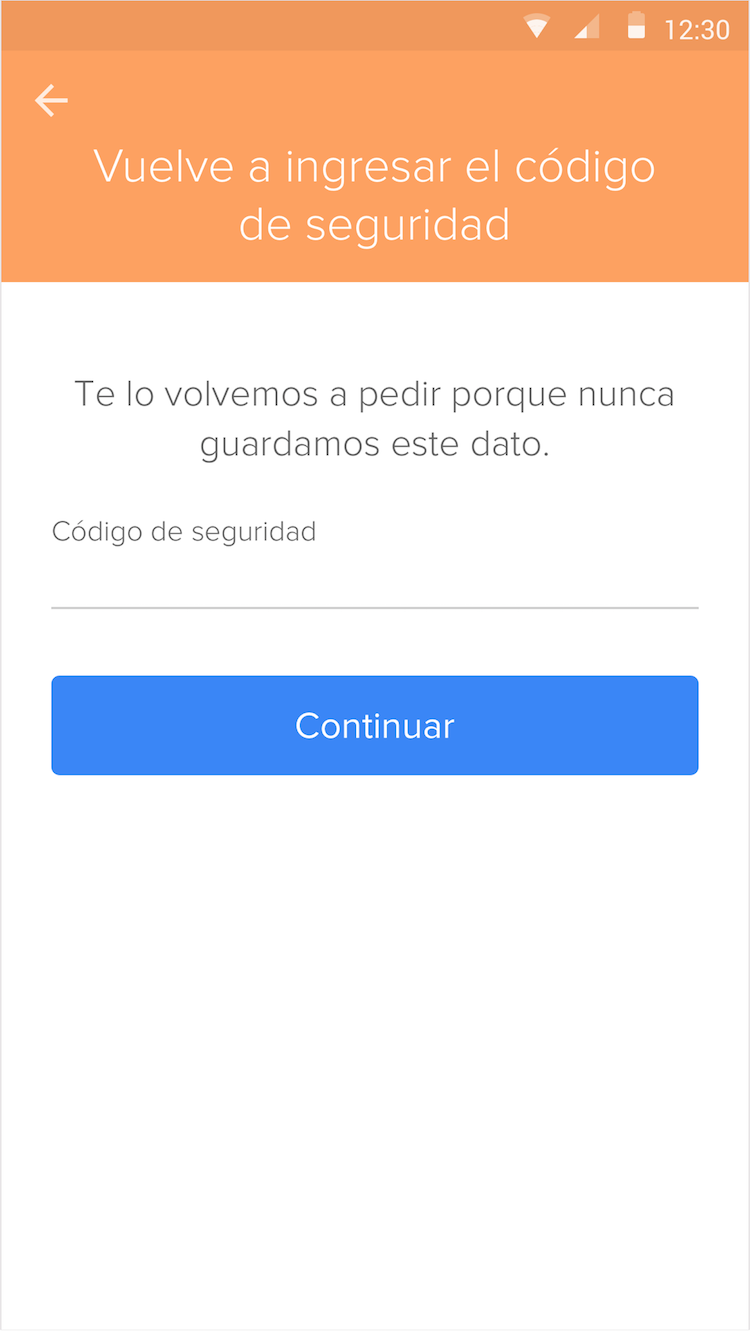 12:30
Vuelve a ingresar el código
de seguridad
Te lo volvemos a pedir porque nunca
guardamos este dato.
Código de seguridad
Continuar